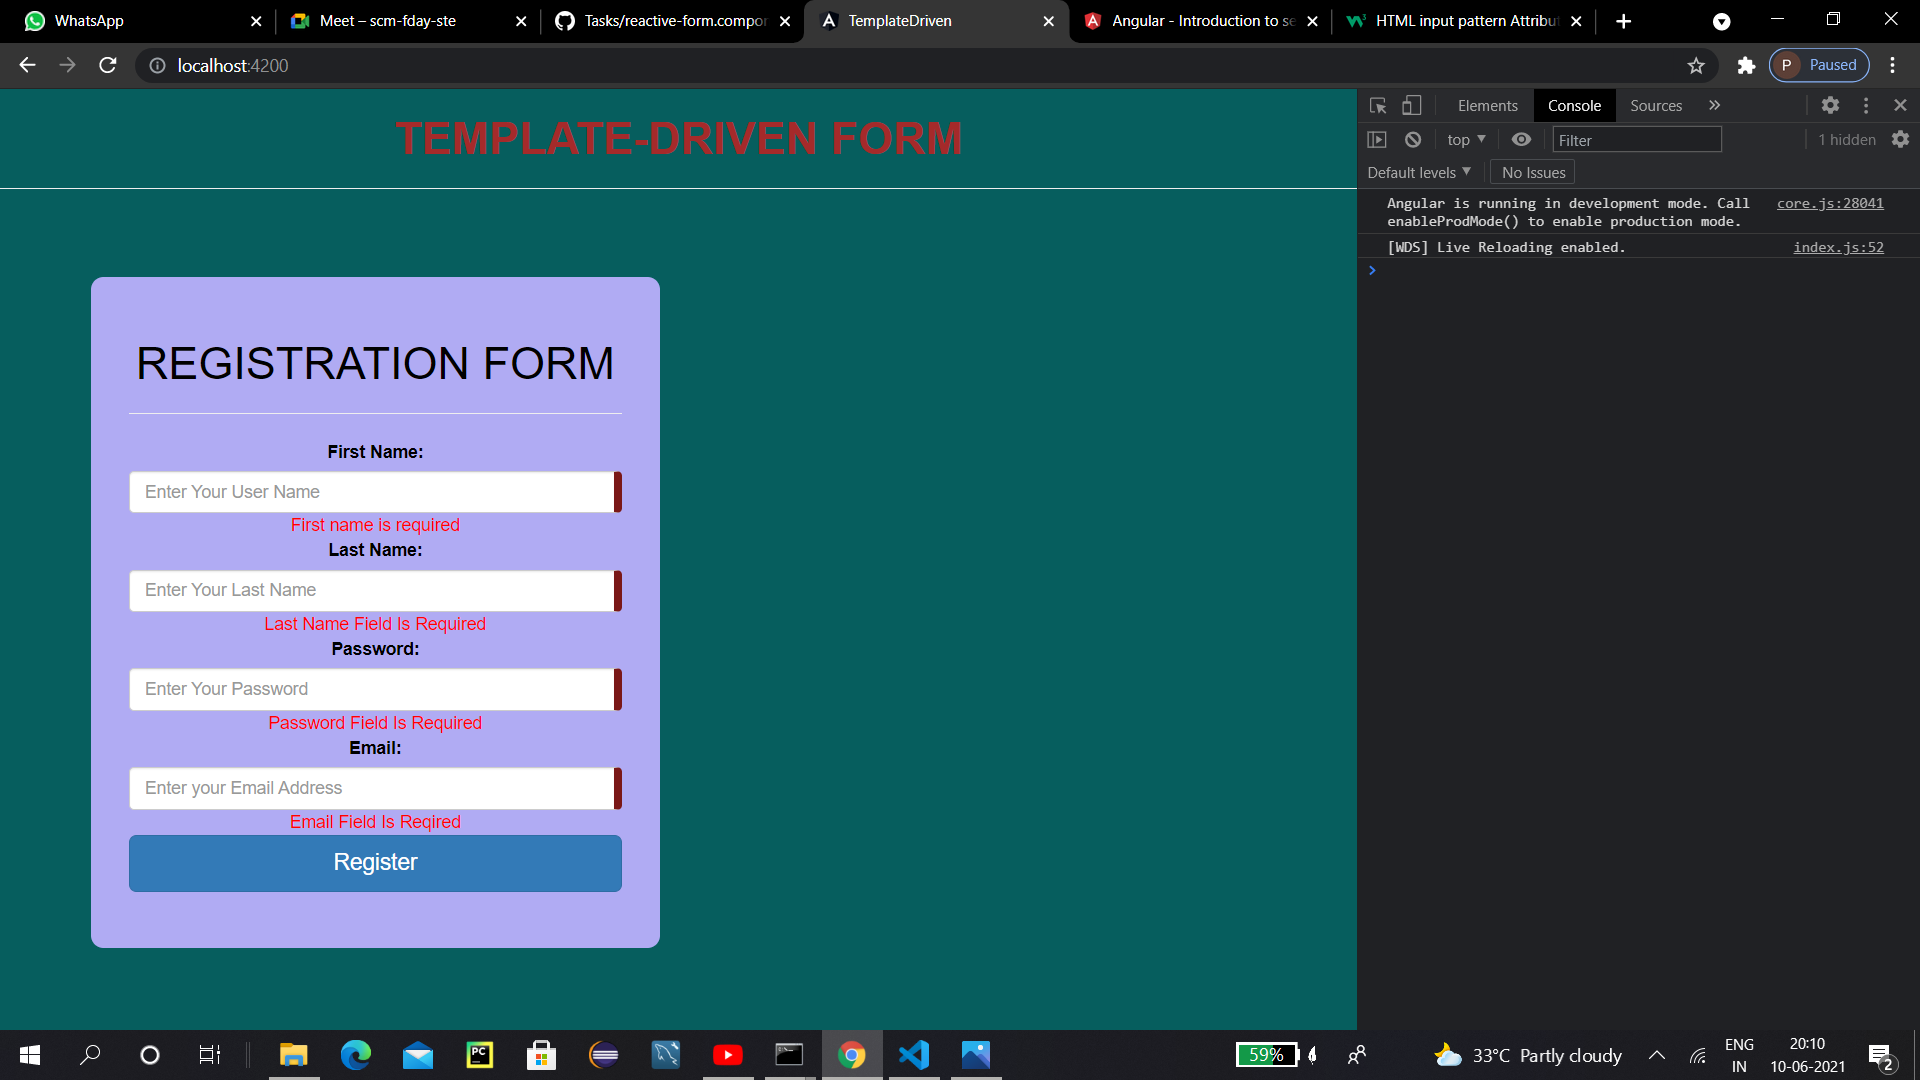 WhatsApp
Meet – scm-fday-ste
Tasks/reactive-form.compor
TemplateDriven
Angular - Introduction to se
HTML input pattern Attribut
localhost:4200
P Paused
TEMPLATE-DRIVEN FORM
REGISTRATION FORM
First Name:
Enter Your User Name
First name is required
Last Name:
Enter Your Last Name
Last Name Field Is Required
Password:
Enter Your Password
Password Field Is Required
Email:
Enter your Email Address
Email Field Is Reqired
Register
Elements Console Sources
top Filter 1 hidden
Default levels No Issues
Angular is running in development mode. Call core.js:28041
enableProdMode() to enable production mode.
[WDS] Live Reloading enabled. index.js:52
PC
59%
33°C Partly cloudy
ENG
IN
20:10
10-06-2021
2